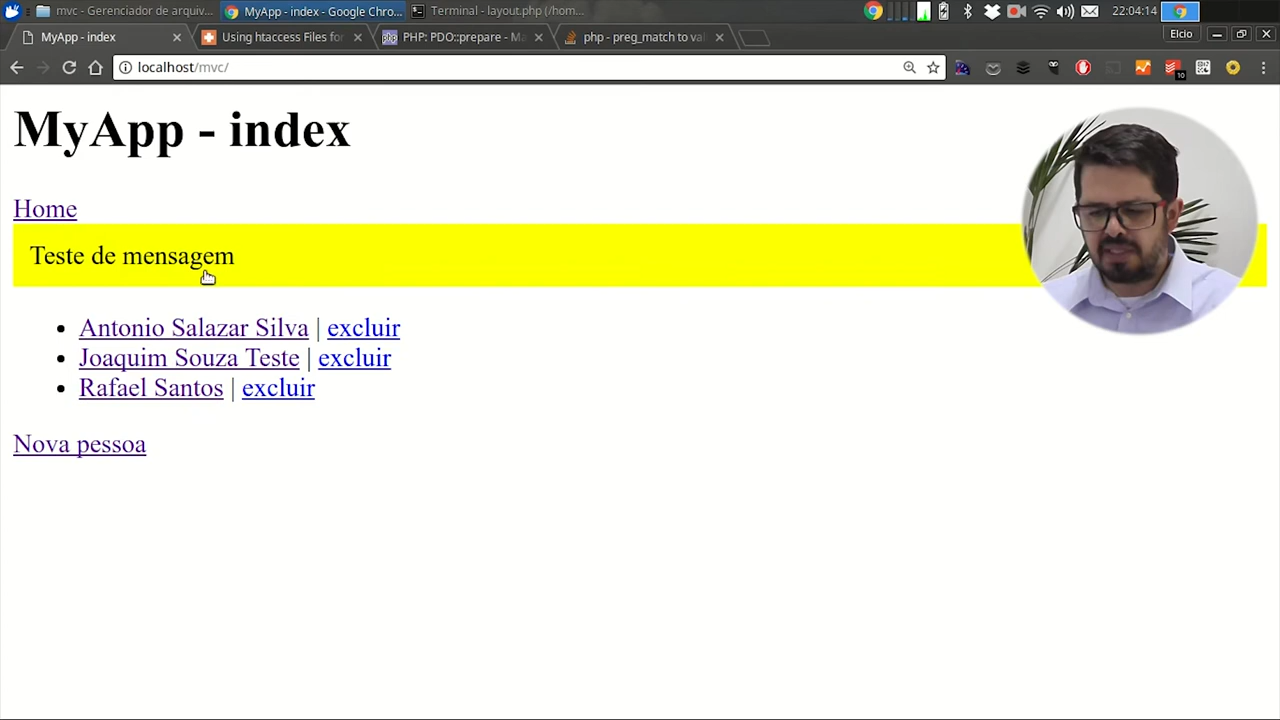 mvc - Gerenciador de arquiv...
MyApp - index - Google Chro...
Terminal - layout.php (/hom...
22:04:14
MyApp - index
Using htaccess Files for
PHP: PDO::prepare - Ma
php - preg_match to val
Elcio
localhost/mvc/
10
MyApp - index
Home
Teste de mensagem
Antonio Salazar Silva | excluir
Joaquim Souza Teste | excluir
Rafael Santos | excluir
Nova pessoa